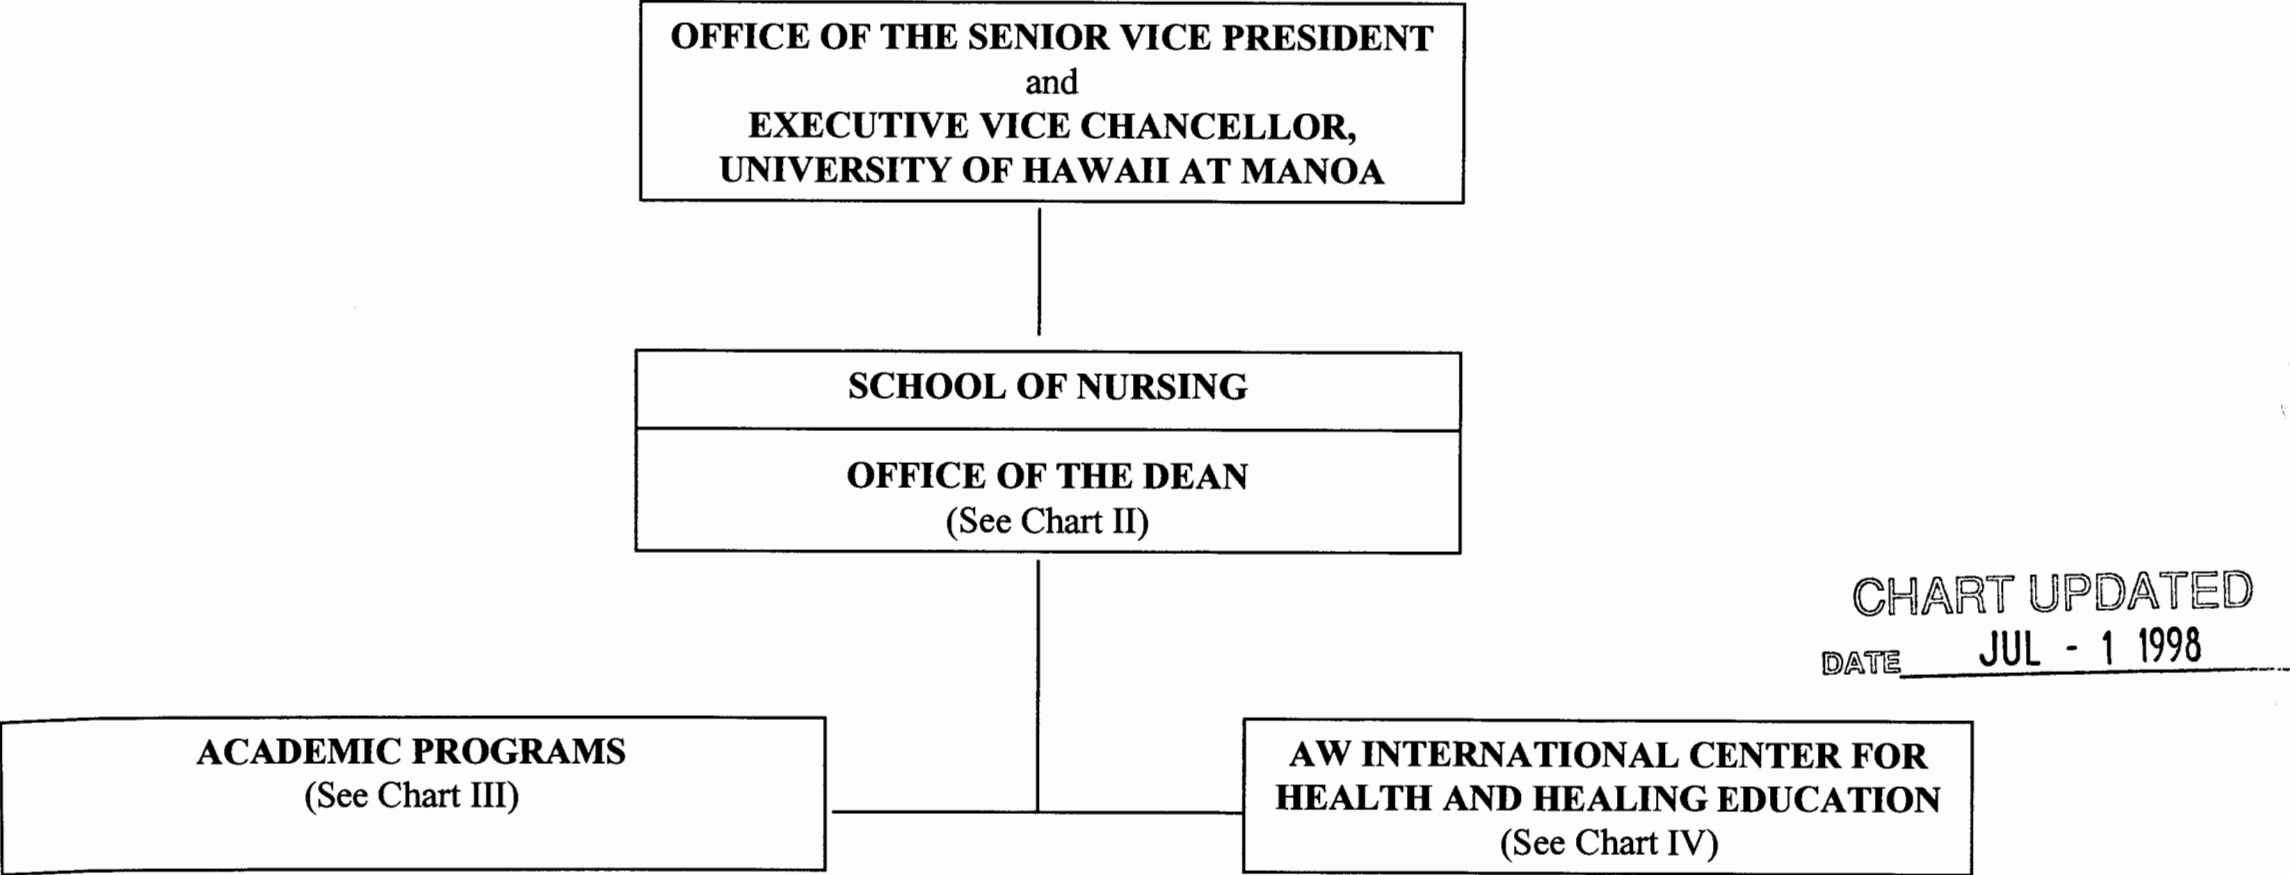 OFFICE OF THE SENIOR VICE PRESIDENT
and
EXECUTIVE VICE CHANCELLOR,
UNIVERSITY OF HAWAII AT MANOA
SCHOOL OF NURSING
OFFICE OF THE DEAN
(See Chart II)
CHART UPDATED
DATE JUL - 1 1998
ACADEMIC PROGRAMS
(See Chart III)
AW INTERNATIONAL CENTER FOR
HEALTH AND HEALING EDUCATION
(See Chart IV)